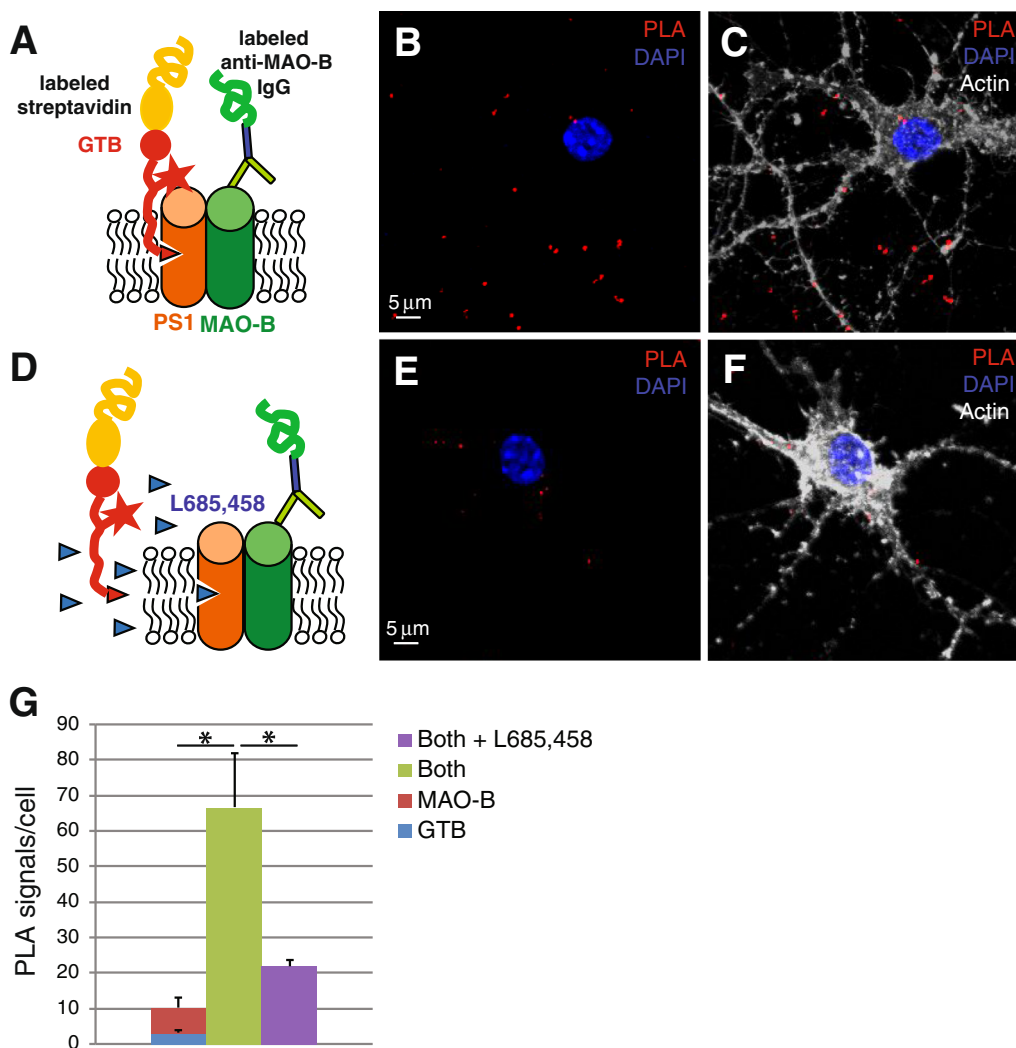 A
labeled
streptavidin
labeled
anti-MAO-B
IgG
GTB
PS1 MAO-B
B
PLA
DAPI
5 μm
C
PLA
DAPI
Actin
D
L685,458
E
PLA
DAPI
5 μm
F
PLA
DAPI
Actin
G
PLA signals/cell
90
80
70
60
50
40
30
20
10
0
* *
Both + L685,458
Both
MAO-B
GTB